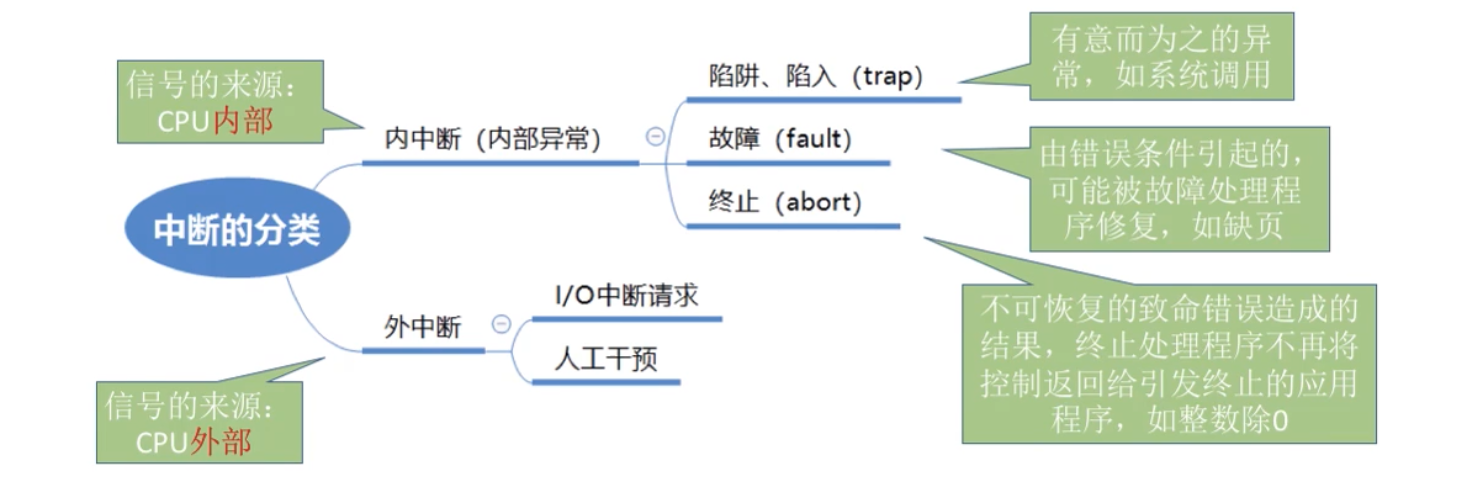 信号的来源：
CPU内部
中断的分类
内中断（内部异常）
陷阱、陷入（trap）
有意而为之的异
常，如系统调用
故障（fault）
由错误条件引起的，
可能被故障处理程
序修复，如缺页
终止（abort）
不可恢复的致命错误造成的
结果，终止处理程序不再将
控制返回给引发终止的应用
程序，如整数除0
外中断
I/O中断请求
人工干预
信号的来源：
CPU外部